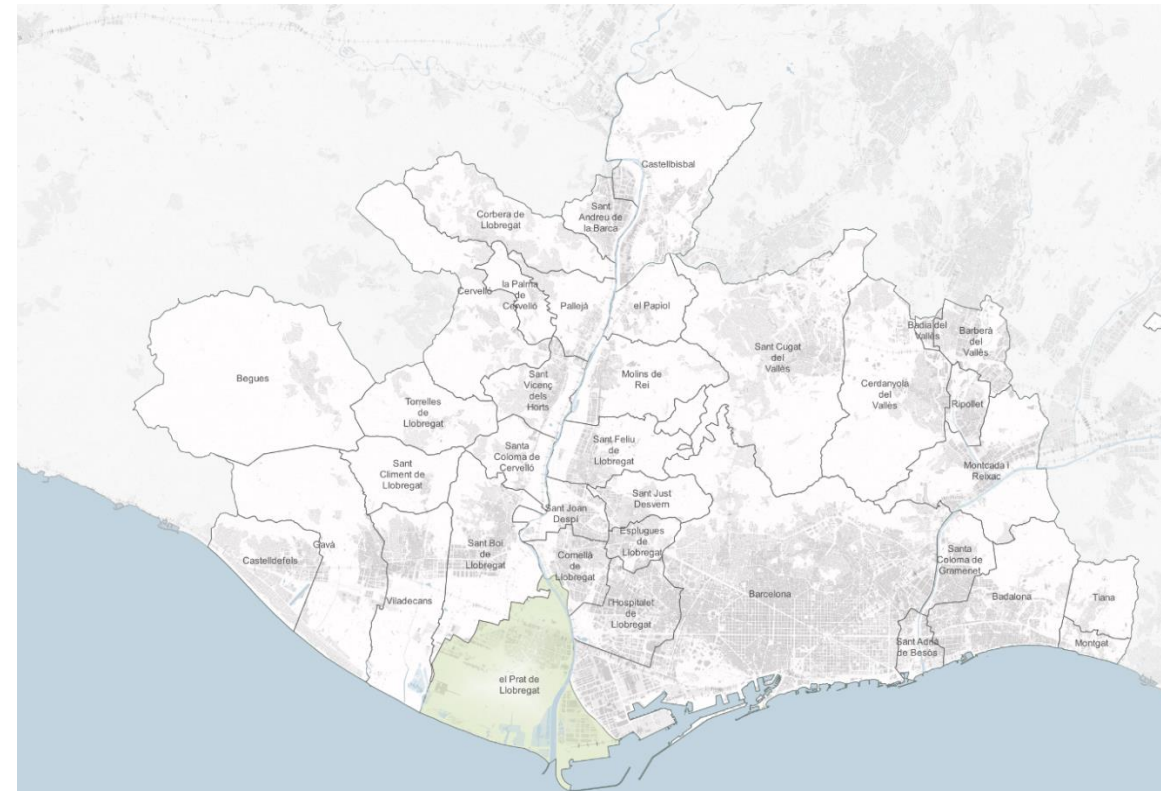 Castellbisbal
Sant
Andreu de
la Barca
Corbera de
Llobregat
Cervelló
la Palma
de
Cervelló
Pallejà
el Papiol
Sant Cugat
del
Vallès
Badia del
Vallès
Barberà
del
Vallès
Begues
Torrelles
de
Llobregat
Sant
Vicenç
dels
Horts
Molins de
Rei
Cerdanyola
del
Vallès
Ripollet
Sant
Climent de
Llobregat
Santa
Coloma de
Cervelló
Sant Feliu
de
Llobregat
Montcada i
Reixac
Sant Just
Desvern
Sant Joan
Despí
Esplugues
de
Llobregat
Castelldefels
Gavà
Viladecans
Sant Boi
de
Llobregat
Cornellà
de
Llobregat
l'Hospitalet
de
Llobregat
Barcelona
Santa
Coloma de
Gramenet
Badalona
Tiana
Montgat
Sant Adrià
de Besòs
el Prat de
Llobregat